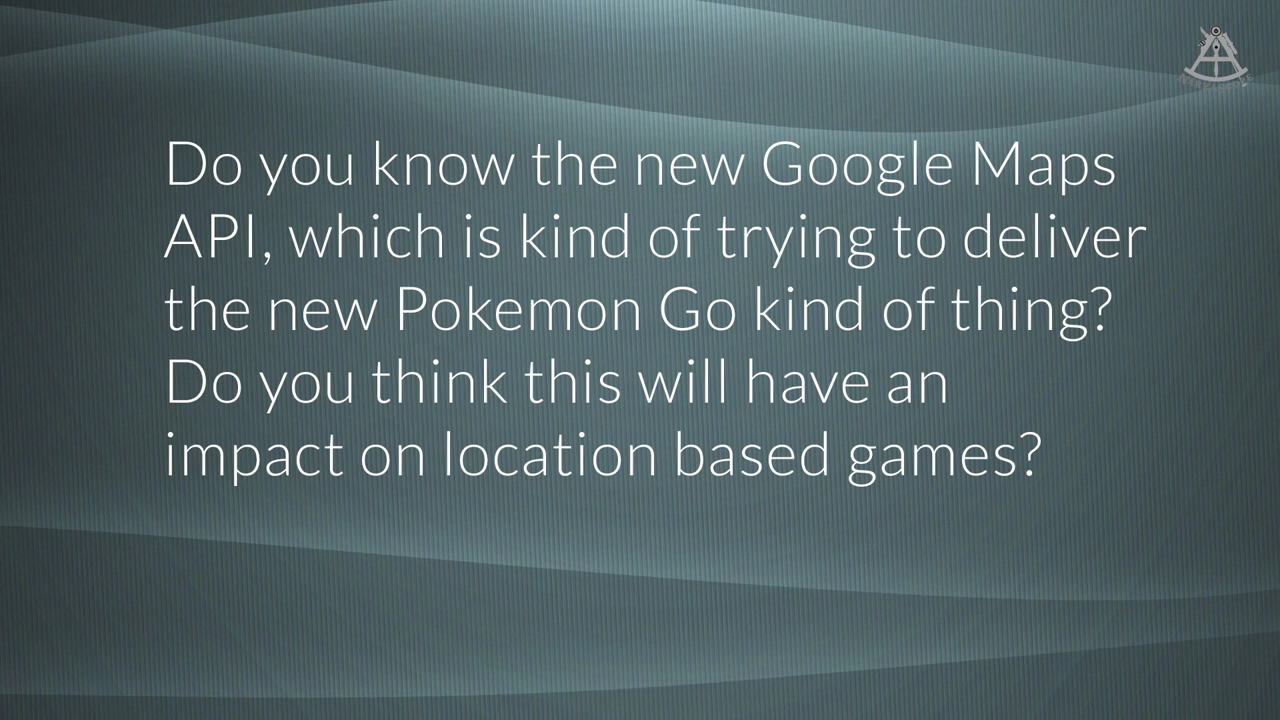 Do you know the new Google Maps
API, which is kind of trying to deliver
the new Pokemon Go kind of thing?
Do you think this will have an
impact on location based games?